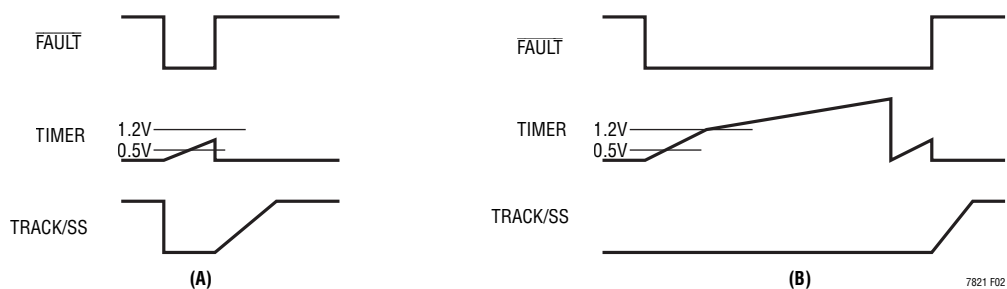 FAULT
TIMER
1.2V
0.5V
TRACK/SS
(A)
FAULT
TIMER
1.2V
0.5V
TRACK/SS
(B)
7821 F02